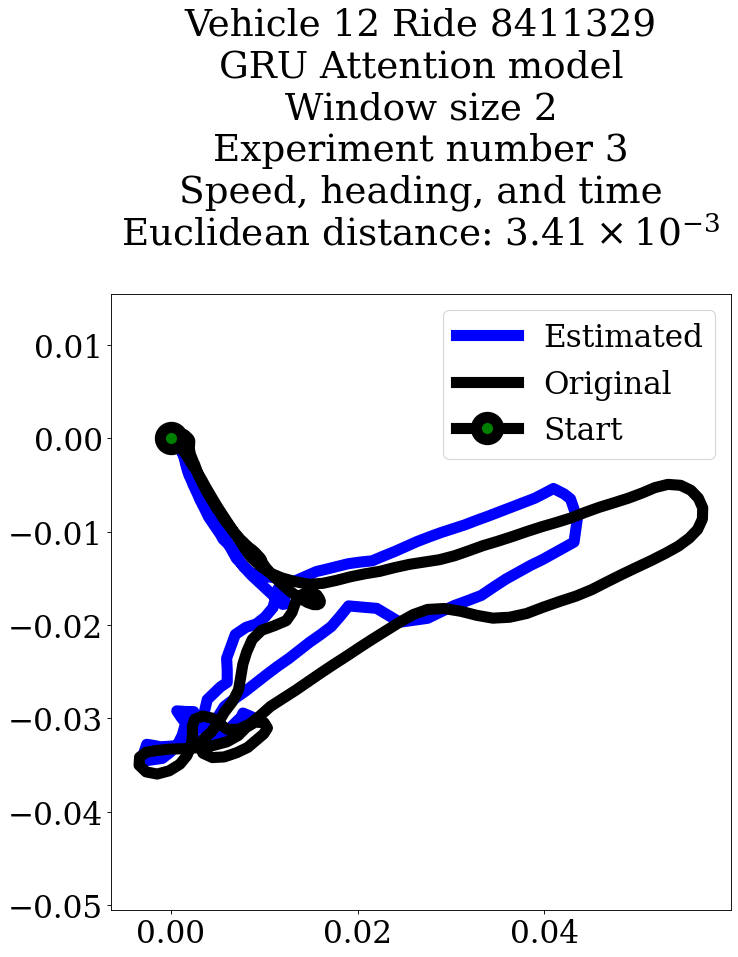 Vehicle 12 Ride 8411329
GRU Attention model
Window size 2
Experiment number 3
Speed, heading, and time
Euclidean distance: 3.41 × 10⁻³
Estimated
Original
Start
0.01
0.00
−0.01
−0.02
−0.03
−0.04
−0.05
0.00 0.02 0.04